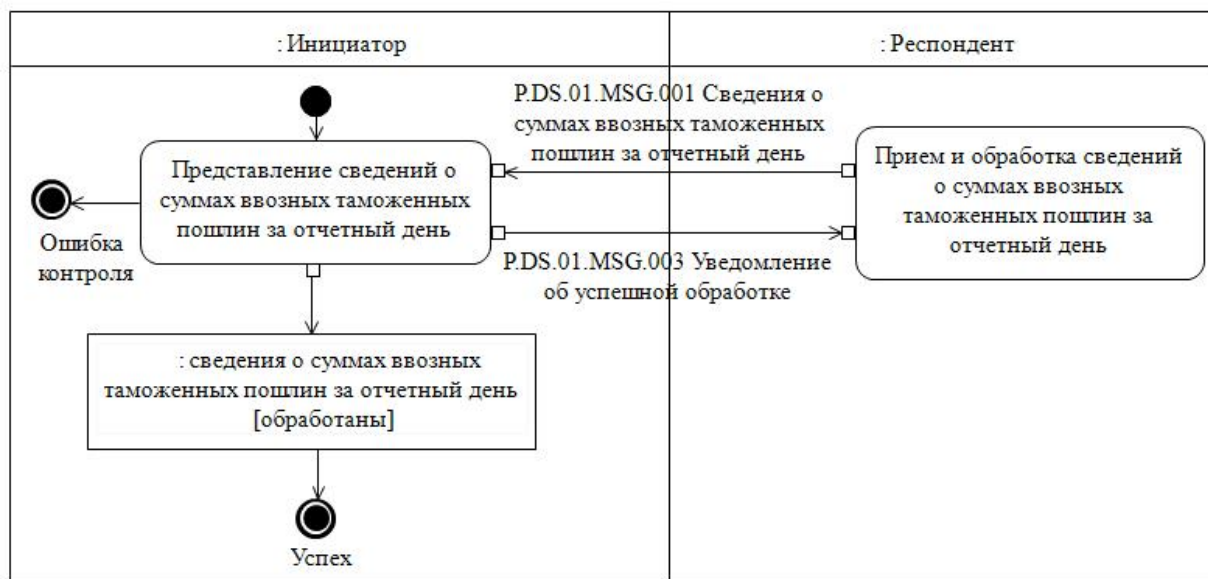 : Инициатор
: Респондент
P.DS.01.MSG.001 Сведения о
суммах ввозных таможенных
пошлин за отчетный день
Представление сведений о
суммах ввозных таможенных
пошлин за отчетный день
Прием и обработка сведений
о суммах ввозных
таможенных пошлин за
отчетный день
Ошибка
контроля
P.DS.01.MSG.003 Уведомление
об успешной обработке
: сведения о суммах ввозных
таможенных пошлин за отчетный день
[обработаны]
Успех